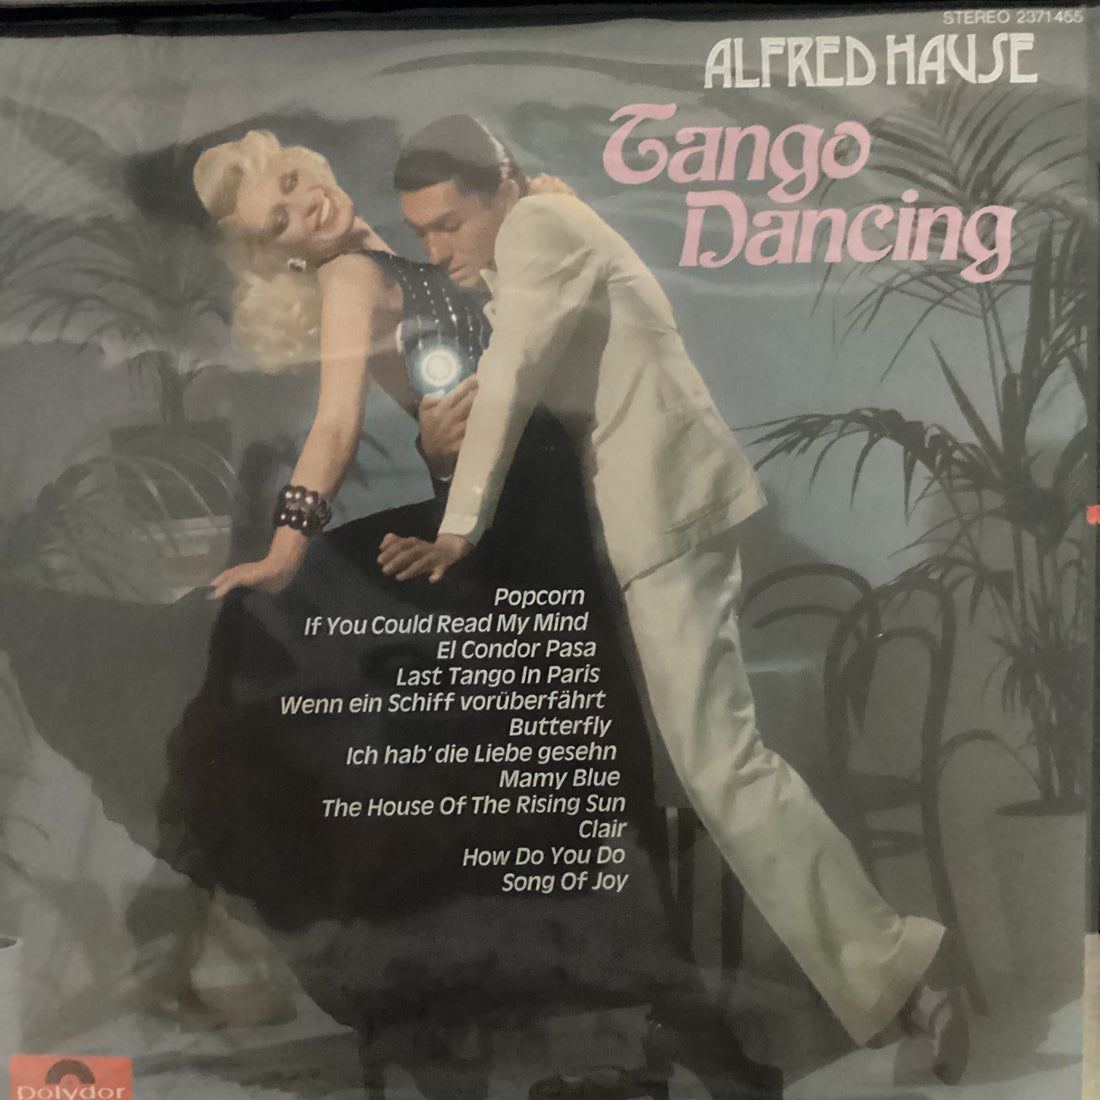 STEREO 2371 455
ALFRED HAUSE
Tango
Dancing
Popcorn
If You Could Read My Mind
El Condor Pasa
Last Tango In Paris
Wenn ein Schiff vorüberfährt
Butterfly
Ich hab' die Liebe gesehn
Mamy Blue
The House Of The Rising Sun
Clair
How Do You Do
Song Of Joy
polydor